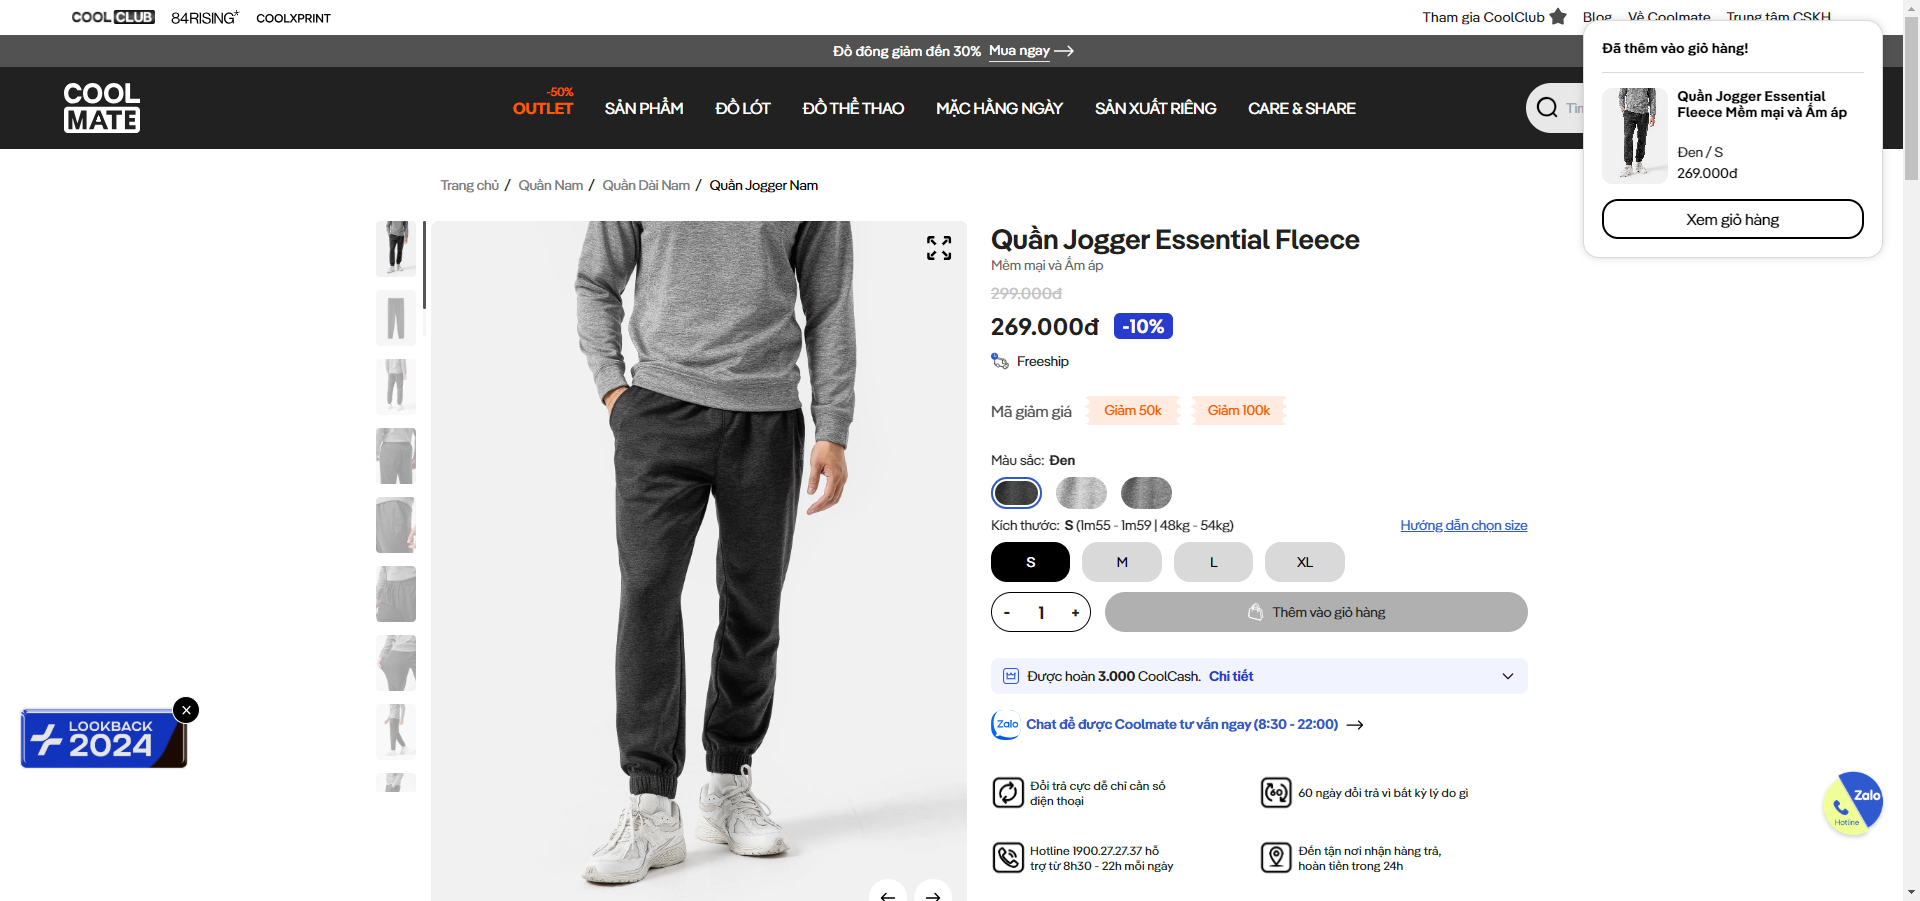 COOL CLUB
84RISING*
COOLXPRINT
Tham gia CoolClub
Blog
Về Coolmate
Trung tâm CSKH
Đồ đông giảm đến 30% Mua ngay
COOL
MATE
-50%
OUTLET
SẢN PHẨM
ĐỒ LÓT
ĐỒ THỂ THAO
MẶC HẰNG NGÀY
SẢN XUẤT RIÊNG
CARE & SHARE
Đã thêm vào giỏ hàng!
Quần Jogger Essential
Fleece Mềm mại và Ấm áp
Đen / S
269.000đ
Xem giỏ hàng
Trang chủ / Quần Nam / Quần Dài Nam / Quần Jogger Nam
Quần Jogger Essential Fleece
Mềm mại và Ấm áp
299.000đ
269.000đ -10%
Freeship
Mã giảm giá Giảm 50k Giảm 100k
Màu sắc: Đen
Kích thước: S (1m55 - 1m59 | 48kg - 54kg)
Hướng dẫn chọn size
S M L XL
- 1 +
Thêm vào giỏ hàng
Được hoàn 3.000 CoolCash. Chi tiết
Zalo
Chat để được Coolmate tư vấn ngay (8:30 - 22:00)
Đổi trả cực dễ chỉ cần số
điện thoại
60
60 ngày đổi trả vì bất kỳ lý do gì
Hotline 1900.27.27.37 hỗ
trợ từ 8h30 - 22h mỗi ngày
Đến tận nơi nhận hàng trả,
hoàn tiền trong 24h
LOOKBACK
2024
Zalo
Hotline